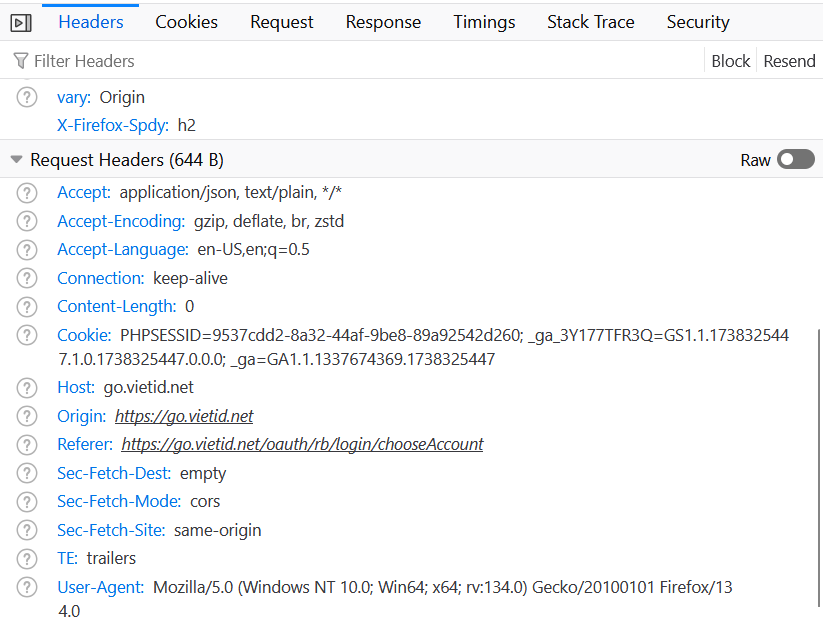 Headers Cookies Request Response Timings Stack Trace Security
Filter Headers Block Resend
? vary: Origin
X-Firefox-Spdy: h2
Request Headers (644 B) Raw
? Accept: application/json, text/plain, */*
? Accept-Encoding: gzip, deflate, br, zstd
? Accept-Language: en-US,en;q=0.5
? Connection: keep-alive
? Content-Length: 0
? Cookie: PHPSESSID=9537cdd2-8a32-44af-9be8-89a92542d260; _ga_3Y177TFR3Q=GS1.1.173832544
7.1.0.1738325447.0.0.0; _ga=GA1.1.1337674369.1738325447
? Host: go.vietid.net
? Origin: https://go.vietid.net
? Referer: https://go.vietid.net/oauth/rb/login/chooseAccount
? Sec-Fetch-Dest: empty
? Sec-Fetch-Mode: cors
? Sec-Fetch-Site: same-origin
? TE: trailers
? User-Agent: Mozilla/5.0 (Windows NT 10.0; Win64; x64; rv:134.0) Gecko/20100101 Firefox/13
4.0